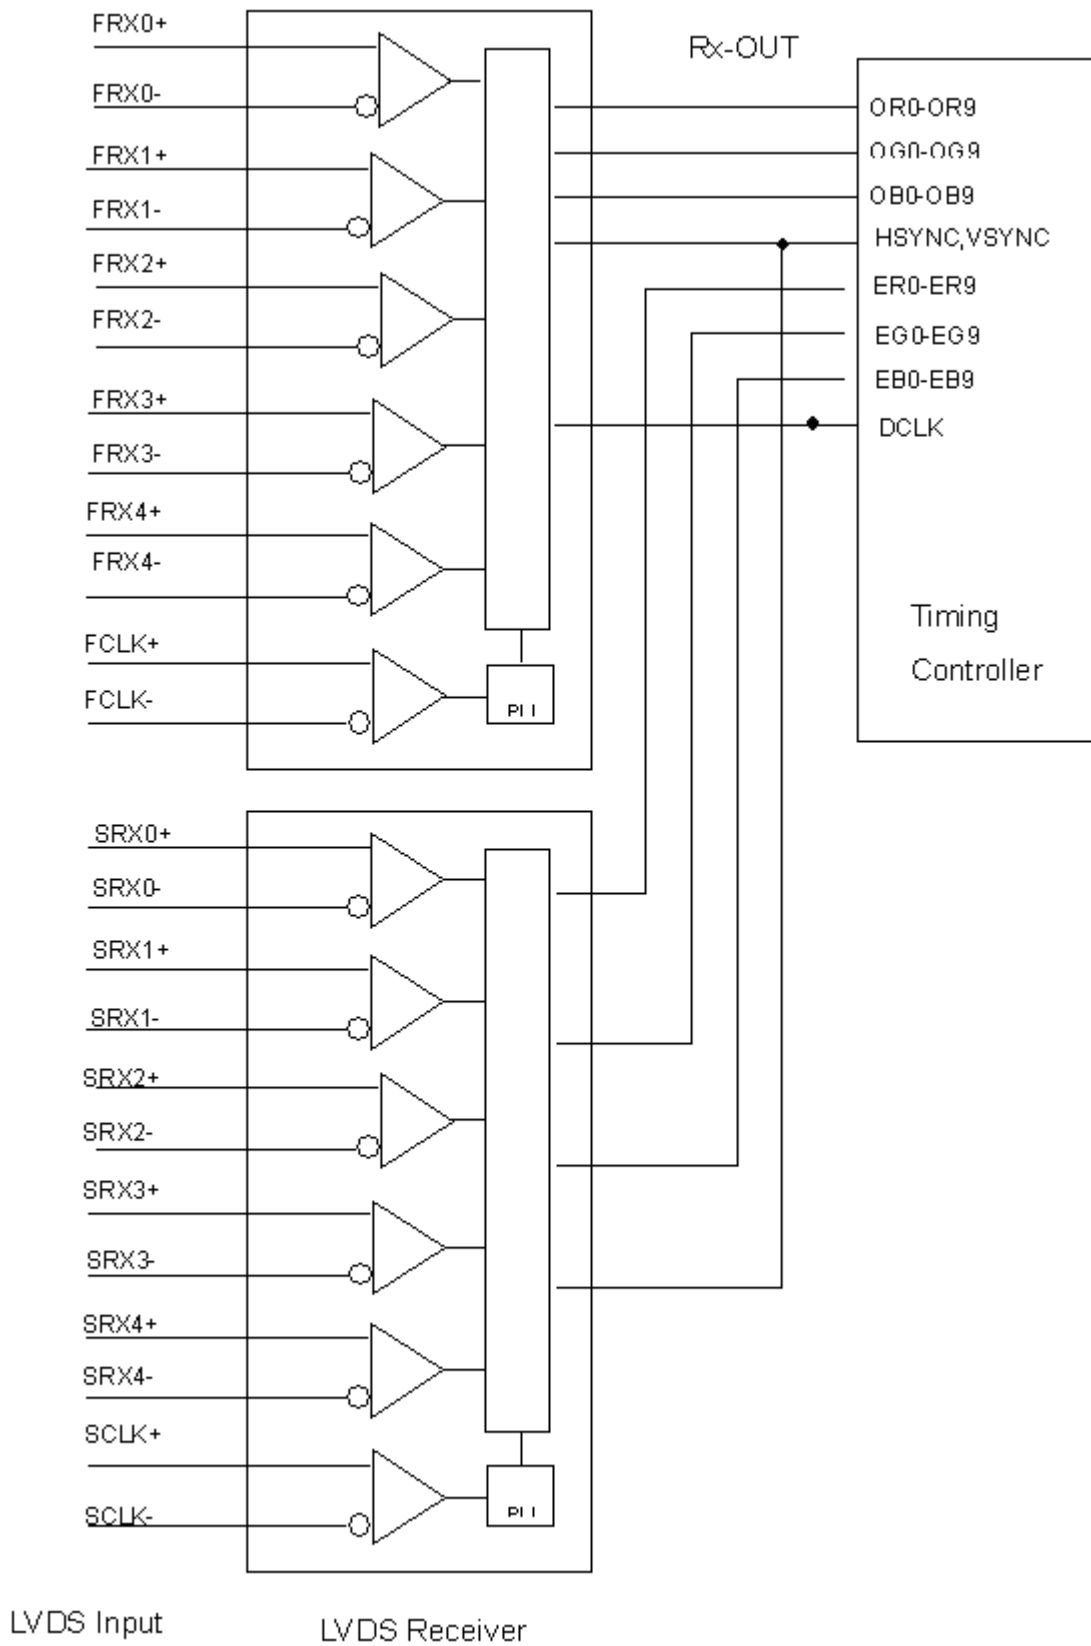 FRX0+
FRX0-
FRX1+
FRX1-
FRX2+
FRX2-
FRX3+
FRX3-
FRX4+
FRX4-
FCLK+
FCLK-
PLL
Rx-OUT
OR0-OR9
OG0-OG9
OB0-OB9
HSYNC,VSYNC
ER0-ER9
EG0-EG9
EB0-EB9
DCLK
Timing
Controller
SRX0+
SRX0-
SRX1+
SRX1-
SRX2+
SRX2-
SRX3+
SRX3-
SRX4+
SRX4-
SCLK+
SCLK-
PLL
LVDS Input
LVDS Receiver